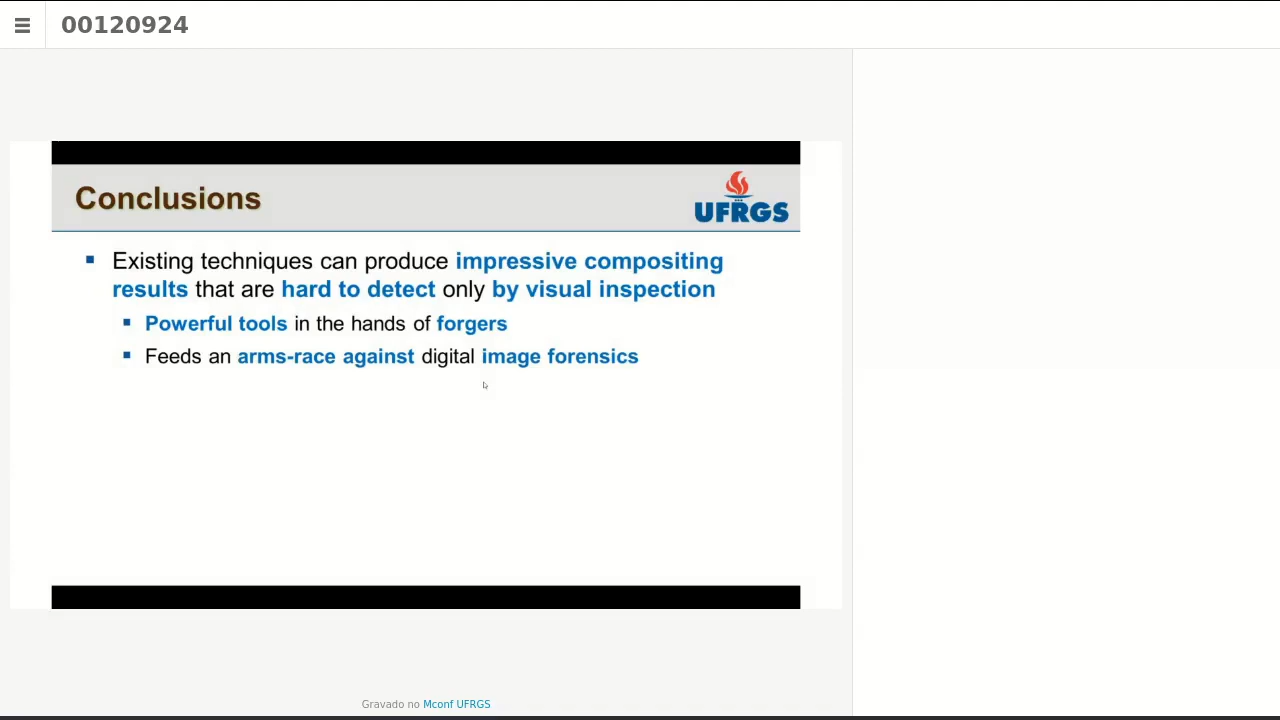 00120924
Conclusions
UFRGS
Existing techniques can produce impressive compositing
results that are hard to detect only by visual inspection
Powerful tools in the hands of forgers
Feeds an arms-race against digital image forensics
Gravado no Mconf UFRGS